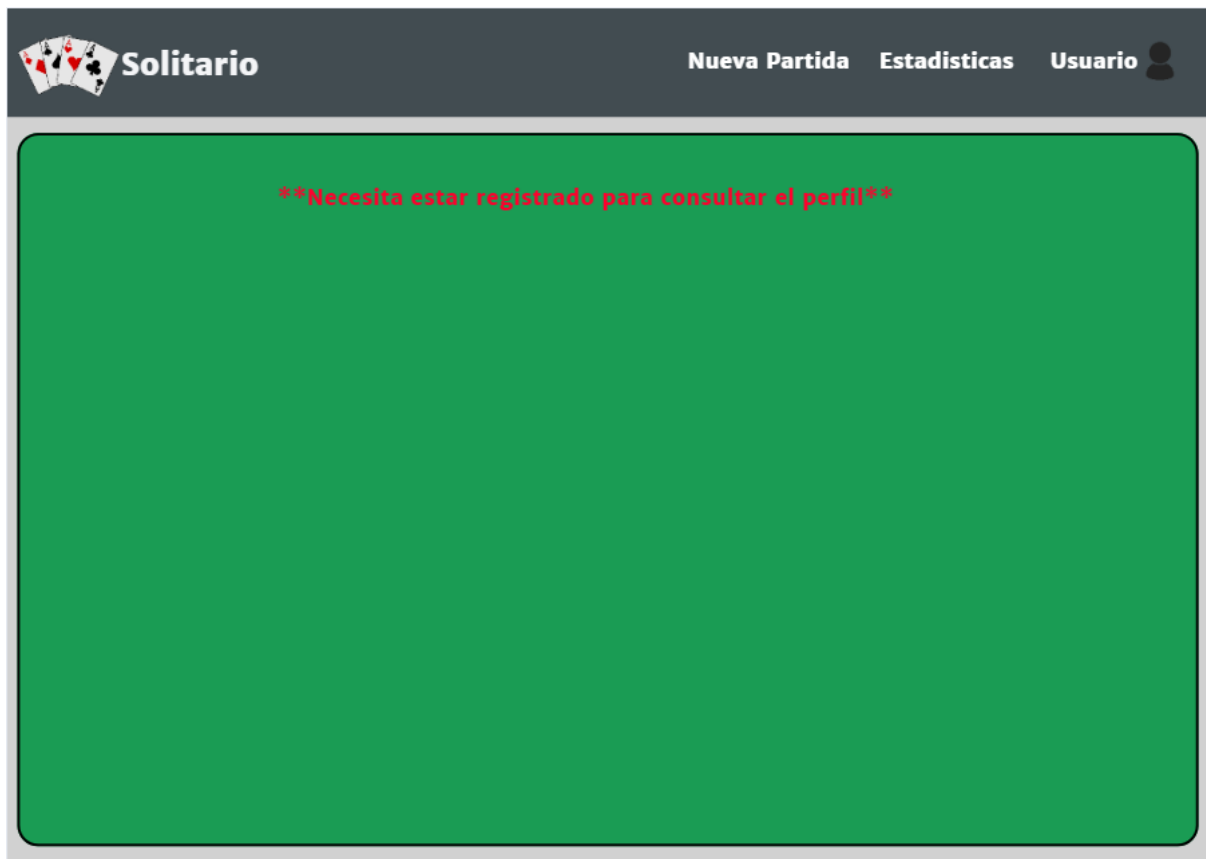 Solitario
Nueva Partida Estadisticas Usuario
**Necesita estar registrado para consultar el perfil**